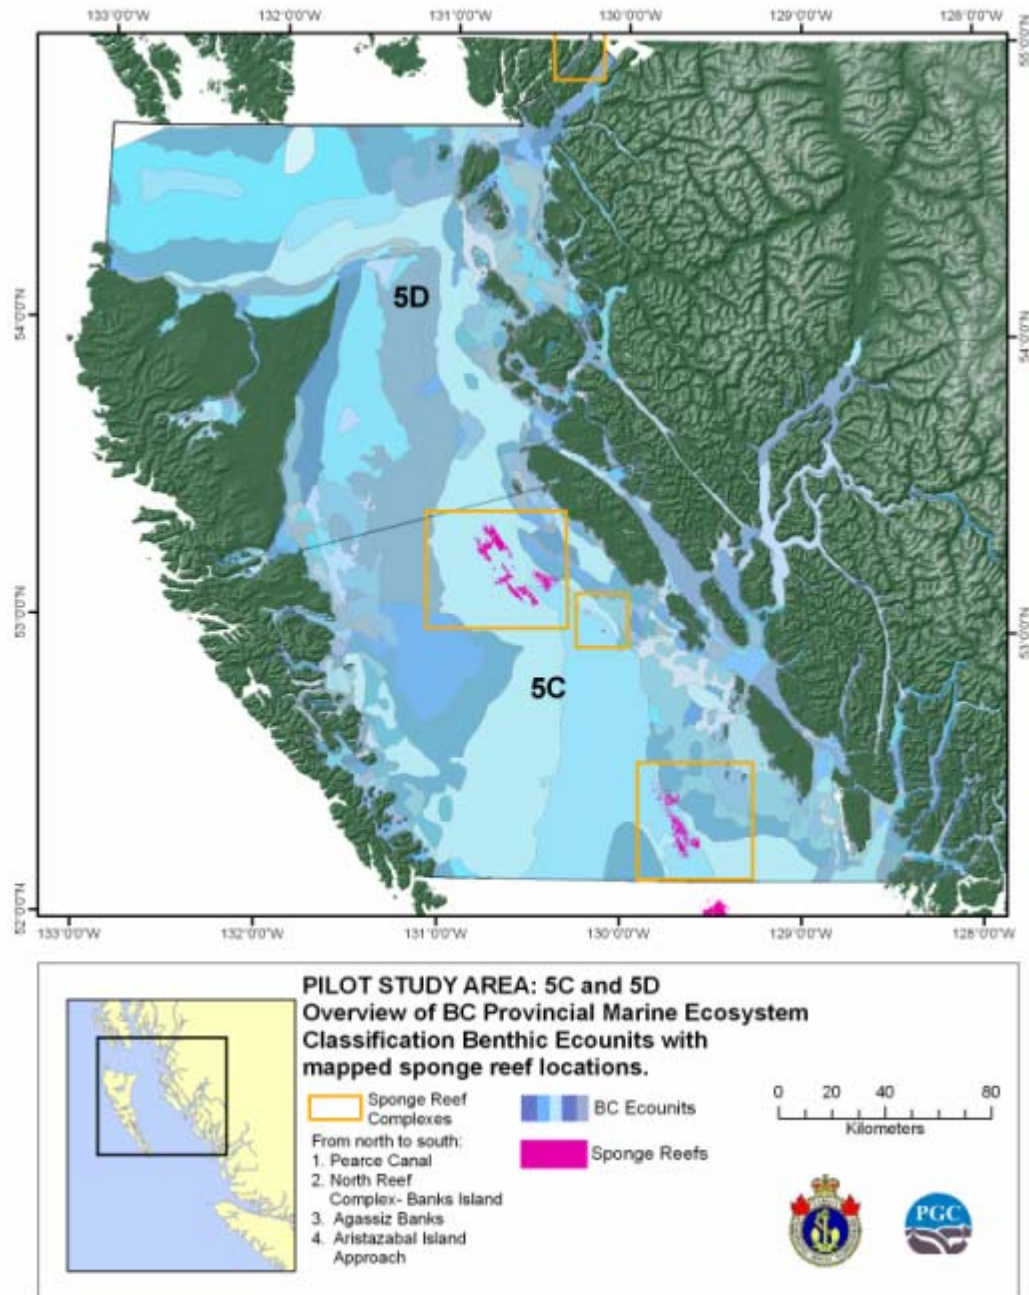 133°0'0"W 132°0'0"W 131°0'0"W 130°0'0"W 129°0'0"W 128°0'0"W
55°0'0"N
54°0'0"N
54°0'0"N
5D
53°0'0"N
53°0'0"N
5C
52°0'0"N
133°0'0"W 132°0'0"W 131°0'0"W 130°0'0"W 129°0'0"W 128°0'0"W
PILOT STUDY AREA: 5C and 5D
Overview of BC Provincial Marine Ecosystem
Classification Benthic Ecounits with
mapped sponge reef locations.
Sponge Reef
Complexes
From north to south:
1. Pearce Canal
2. North Reef
Complex- Banks Island
3. Agassiz Banks
4. Aristazabal Island
Approach
BC Ecounits
Sponge Reefs
0 20 40 80
Kilometers
PGC